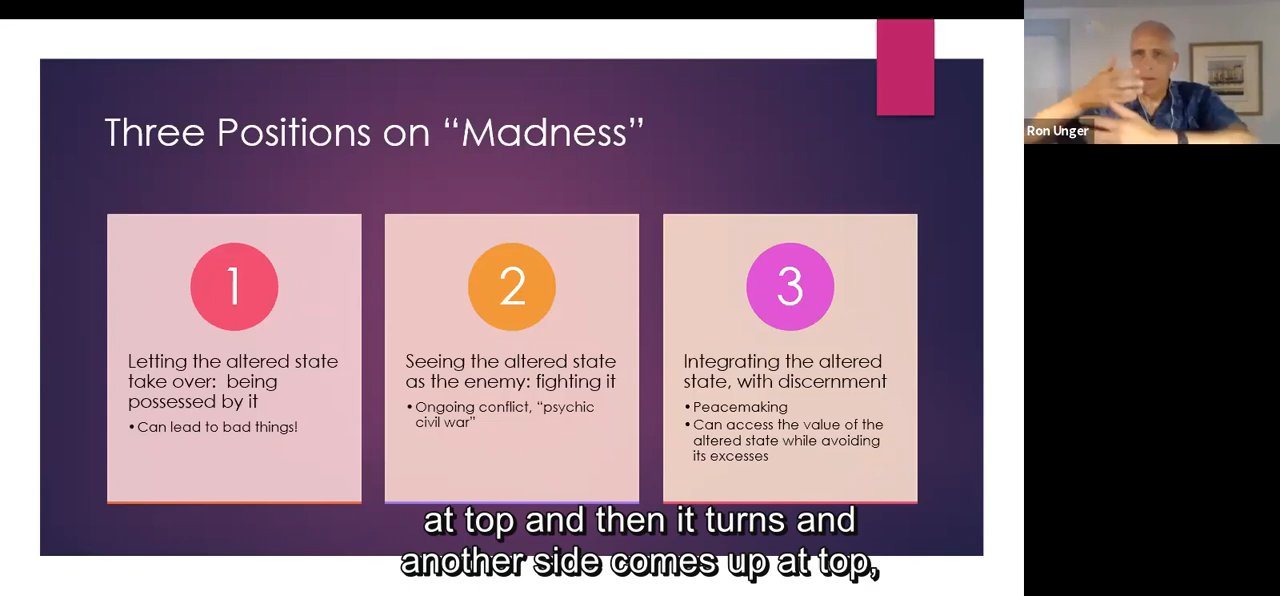 Three Positions on “Madness”
1
Letting the altered state
take over: being
possessed by it
• Can lead to bad things!
2
Seeing the altered state
as the enemy: fighting it
• Ongoing conflict, “psychic
civil war”
3
Integrating the altered
state, with discernment
• Peacemaking
• Can access the value of the
altered state while avoiding
its excesses
at top and then it turns and
another side comes up at top,
Ron Unger